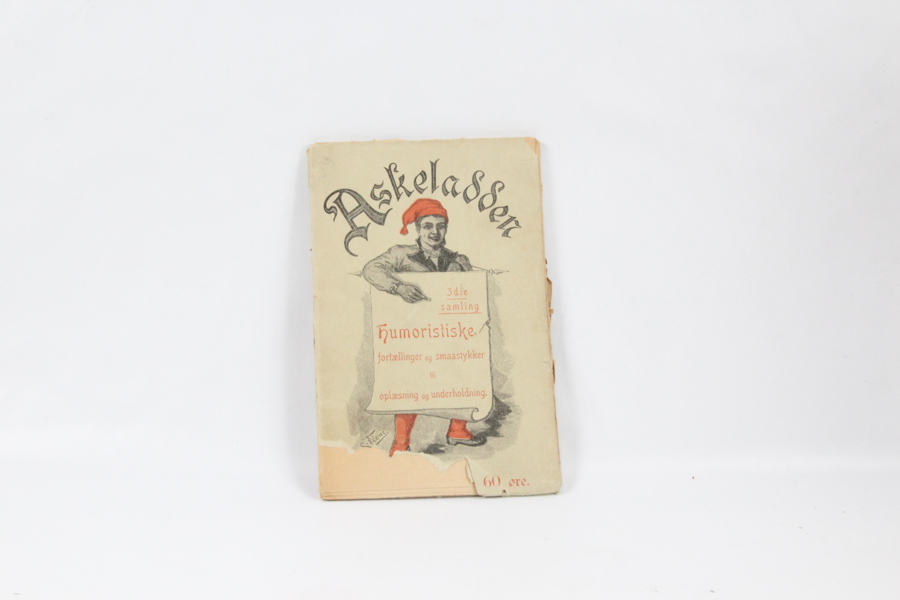 Askeladden
3die
samling
Humoristiske
fortællinger og smaastykker
til
oplæsning og underholdning.
60 øre.